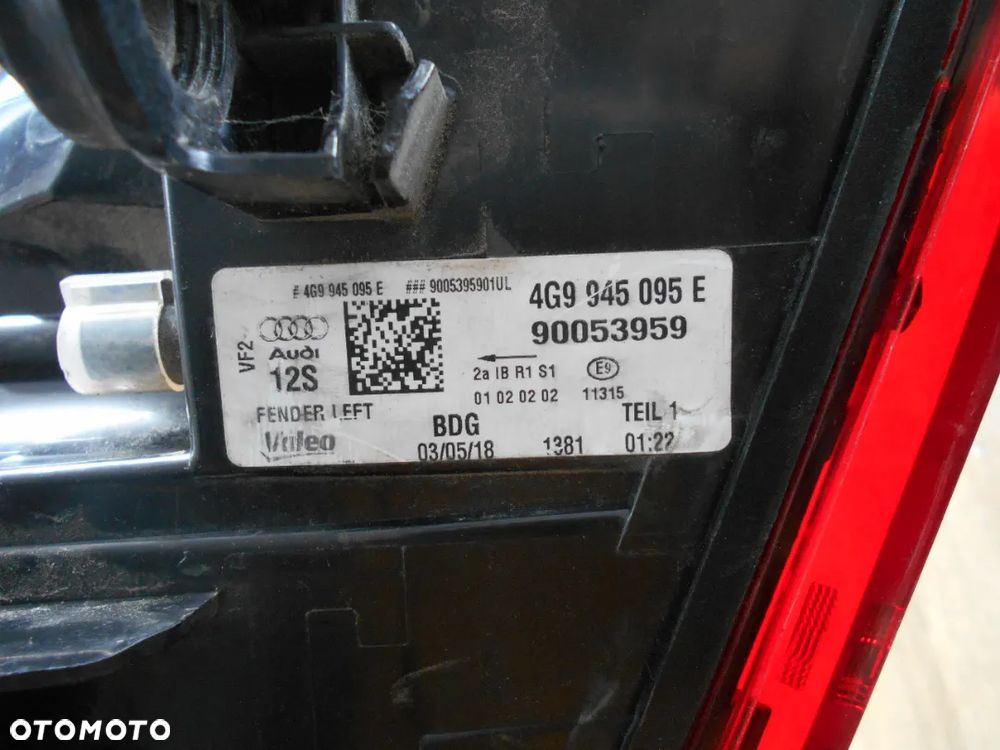 # 4G9 945 095 E ### 9005395901UL
4G9 945 095 E
90053959
VF2
Audi
12S
2a IB R1 S1 E9
01 02 02 02 11315
FENDER LEFT BDG TEIL 1
Valeo 03/05/18 1381 01:22
OTOMOTO